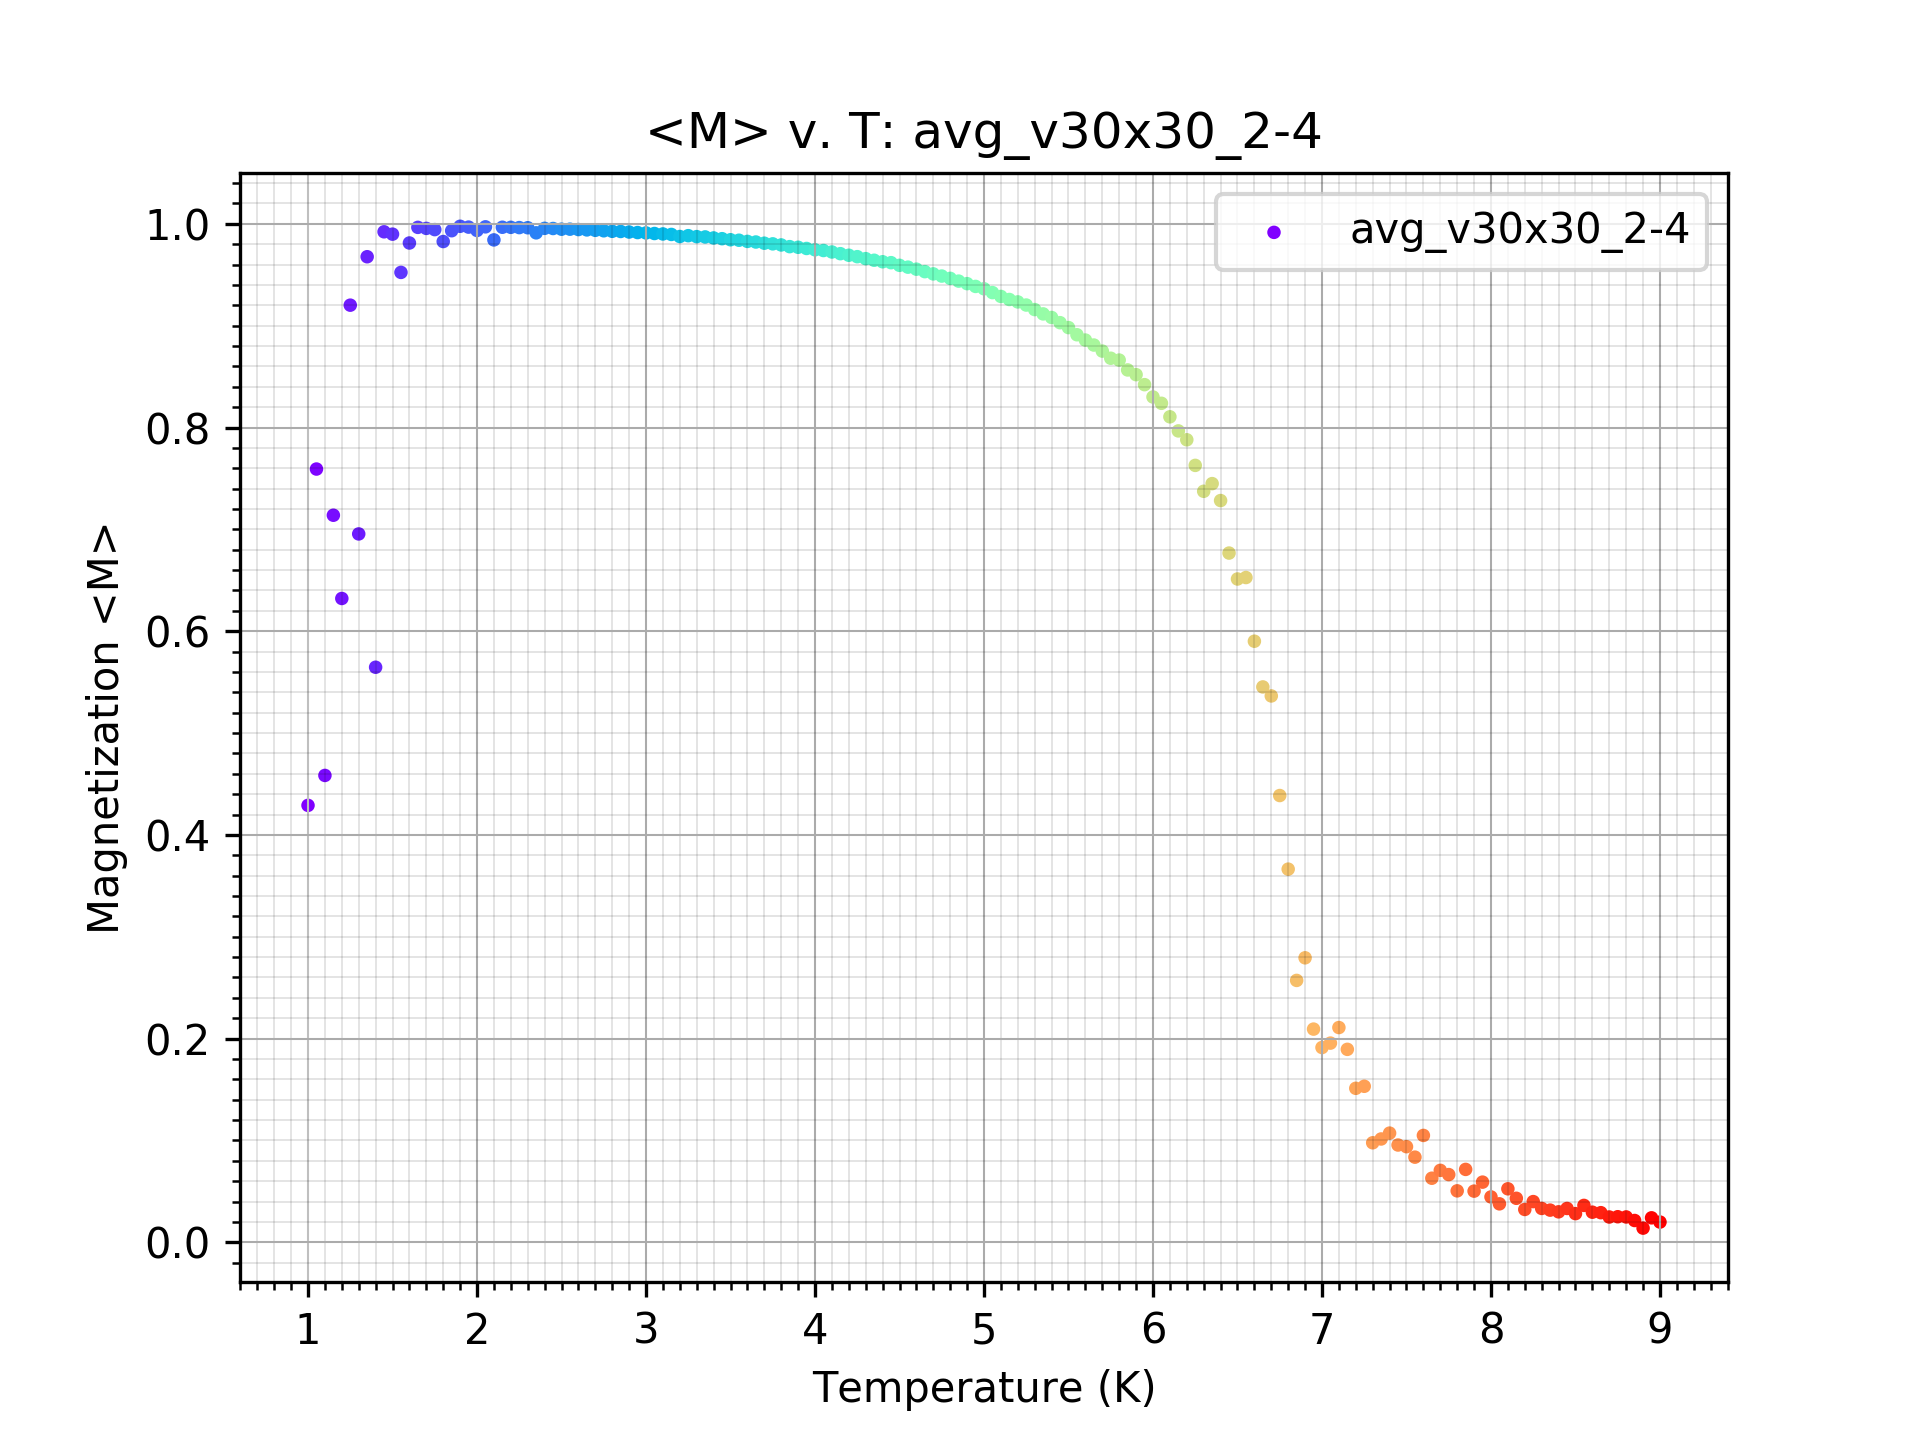 <M> v. T: avg_v30x30_2-4
avg_v30x30_2-4
1.0
0.8
0.6
0.4
0.2
0.0
Magnetization <M>
1 2 3 4 5 6 7 8 9
Temperature (K)